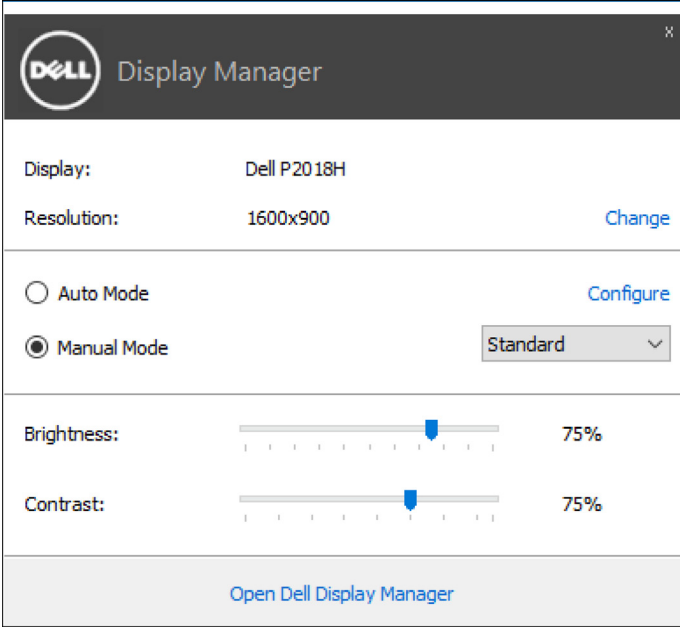 x
DELL Display Manager
Display: Dell P2018H
Resolution: 1600x900 Change
Auto Mode Configure
Manual Mode Standard
Brightness: 75%
Contrast: 75%
Open Dell Display Manager